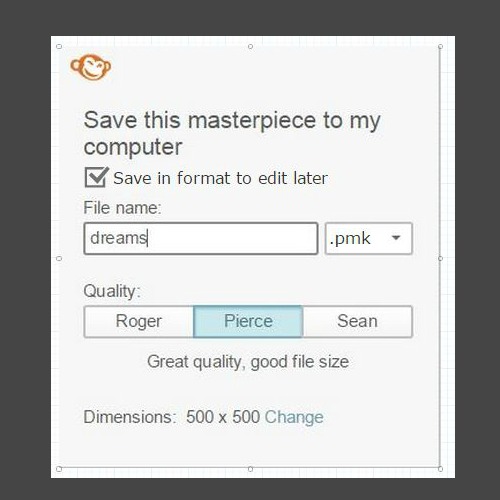 Save this masterpiece to my
computer
Save in format to edit later
File name:
dreams
.pmk
Quality:
Roger
Pierce
Sean
Great quality, good file size
Dimensions: 500 x 500 Change